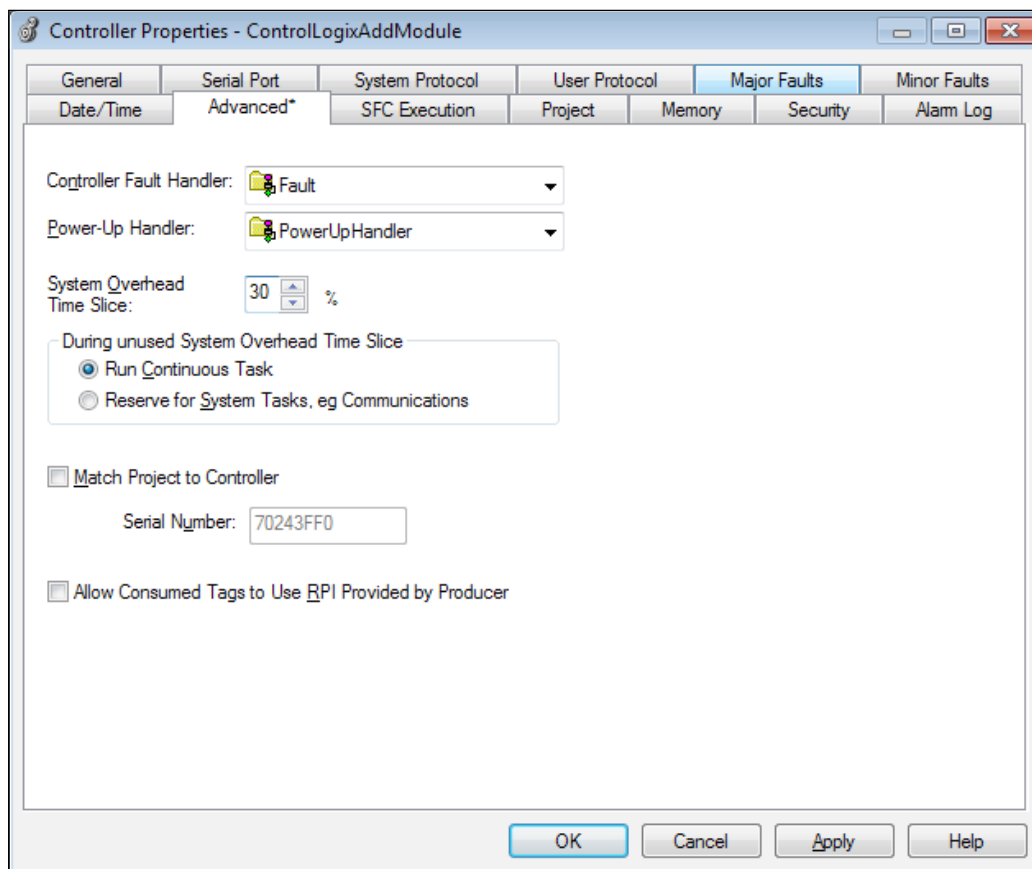 Controller Properties - ControlLogixAddModule
General Serial Port System Protocol User Protocol Major Faults Minor Faults
Date/Time Advanced* SFC Execution Project Memory Security Alarm Log
Controller Fault Handler: Fault
Power-Up Handler: PowerUpHandler
System Overhead
Time Slice: 30 %
During unused System Overhead Time Slice
Run Continuous Task
Reserve for System Tasks, eg Communications
Match Project to Controller
Serial Number: 70243FF0
Allow Consumed Tags to Use RPI Provided by Producer
OK Cancel Apply Help